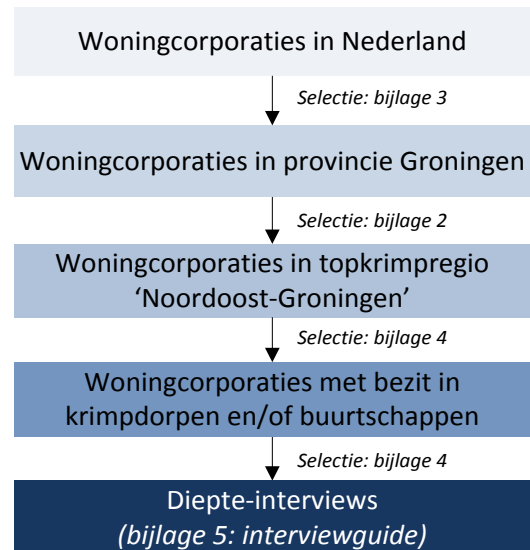 Woningcorporaties in Nederland
Selectie: bijlage 3
Woningcorporaties in provincie Groningen
Selectie: bijlage 2
Woningcorporaties in topkrimpregio
‘Noordoost-Groningen’
Selectie: bijlage 4
Woningcorporaties met bezit in
krimpdorpen en/of buurtschappen
Selectie: bijlage 4
Diepte-interviews
(bijlage 5: interviewguide)